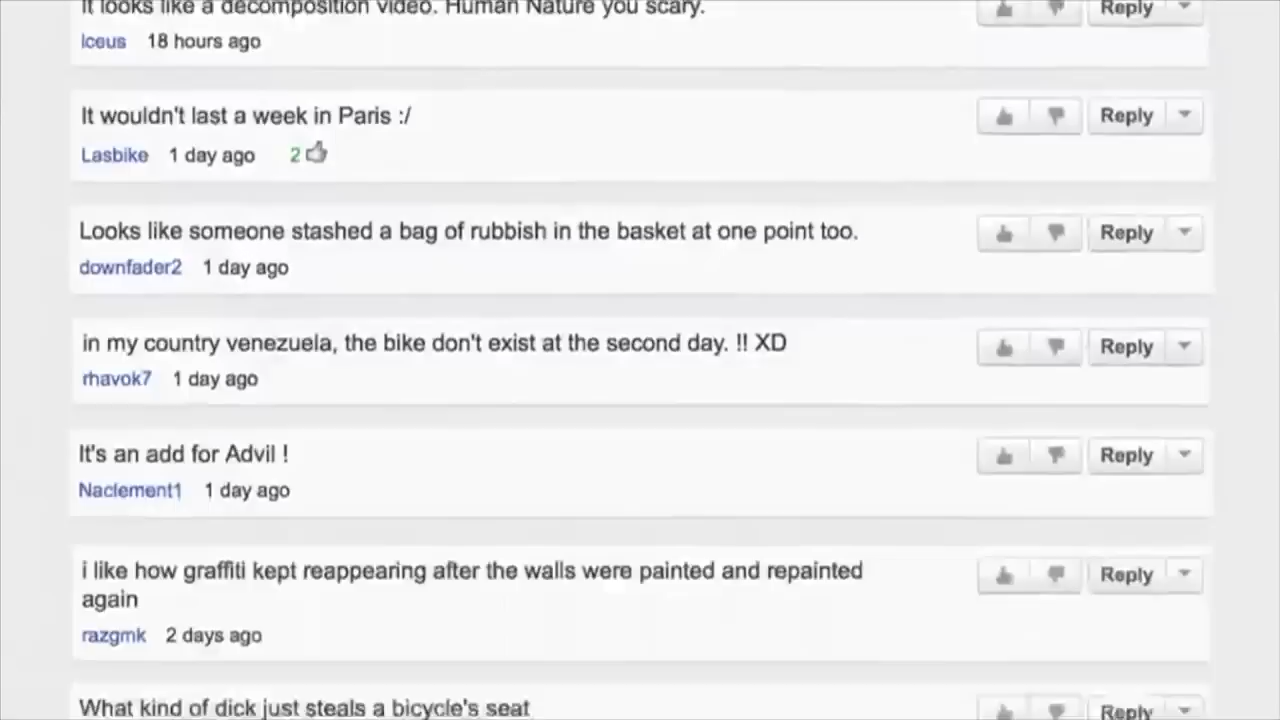 It looks like a decomposition video. Human Nature you scary.
Reply
Iceus 18 hours ago
It wouldn't last a week in Paris :/
Reply
Lasbike 1 day ago 2
Looks like someone stashed a bag of rubbish in the basket at one point too.
Reply
downfader2 1 day ago
in my country venezuela, the bike don't exist at the second day. !! XD
Reply
rhavok7 1 day ago
It's an add for Advil !
Reply
Naclement1 1 day ago
i like how graffiti kept reappearing after the walls were painted and repainted
again
Reply
razgmk 2 days ago
What kind of dick just steals a bicycle's seat
Reply